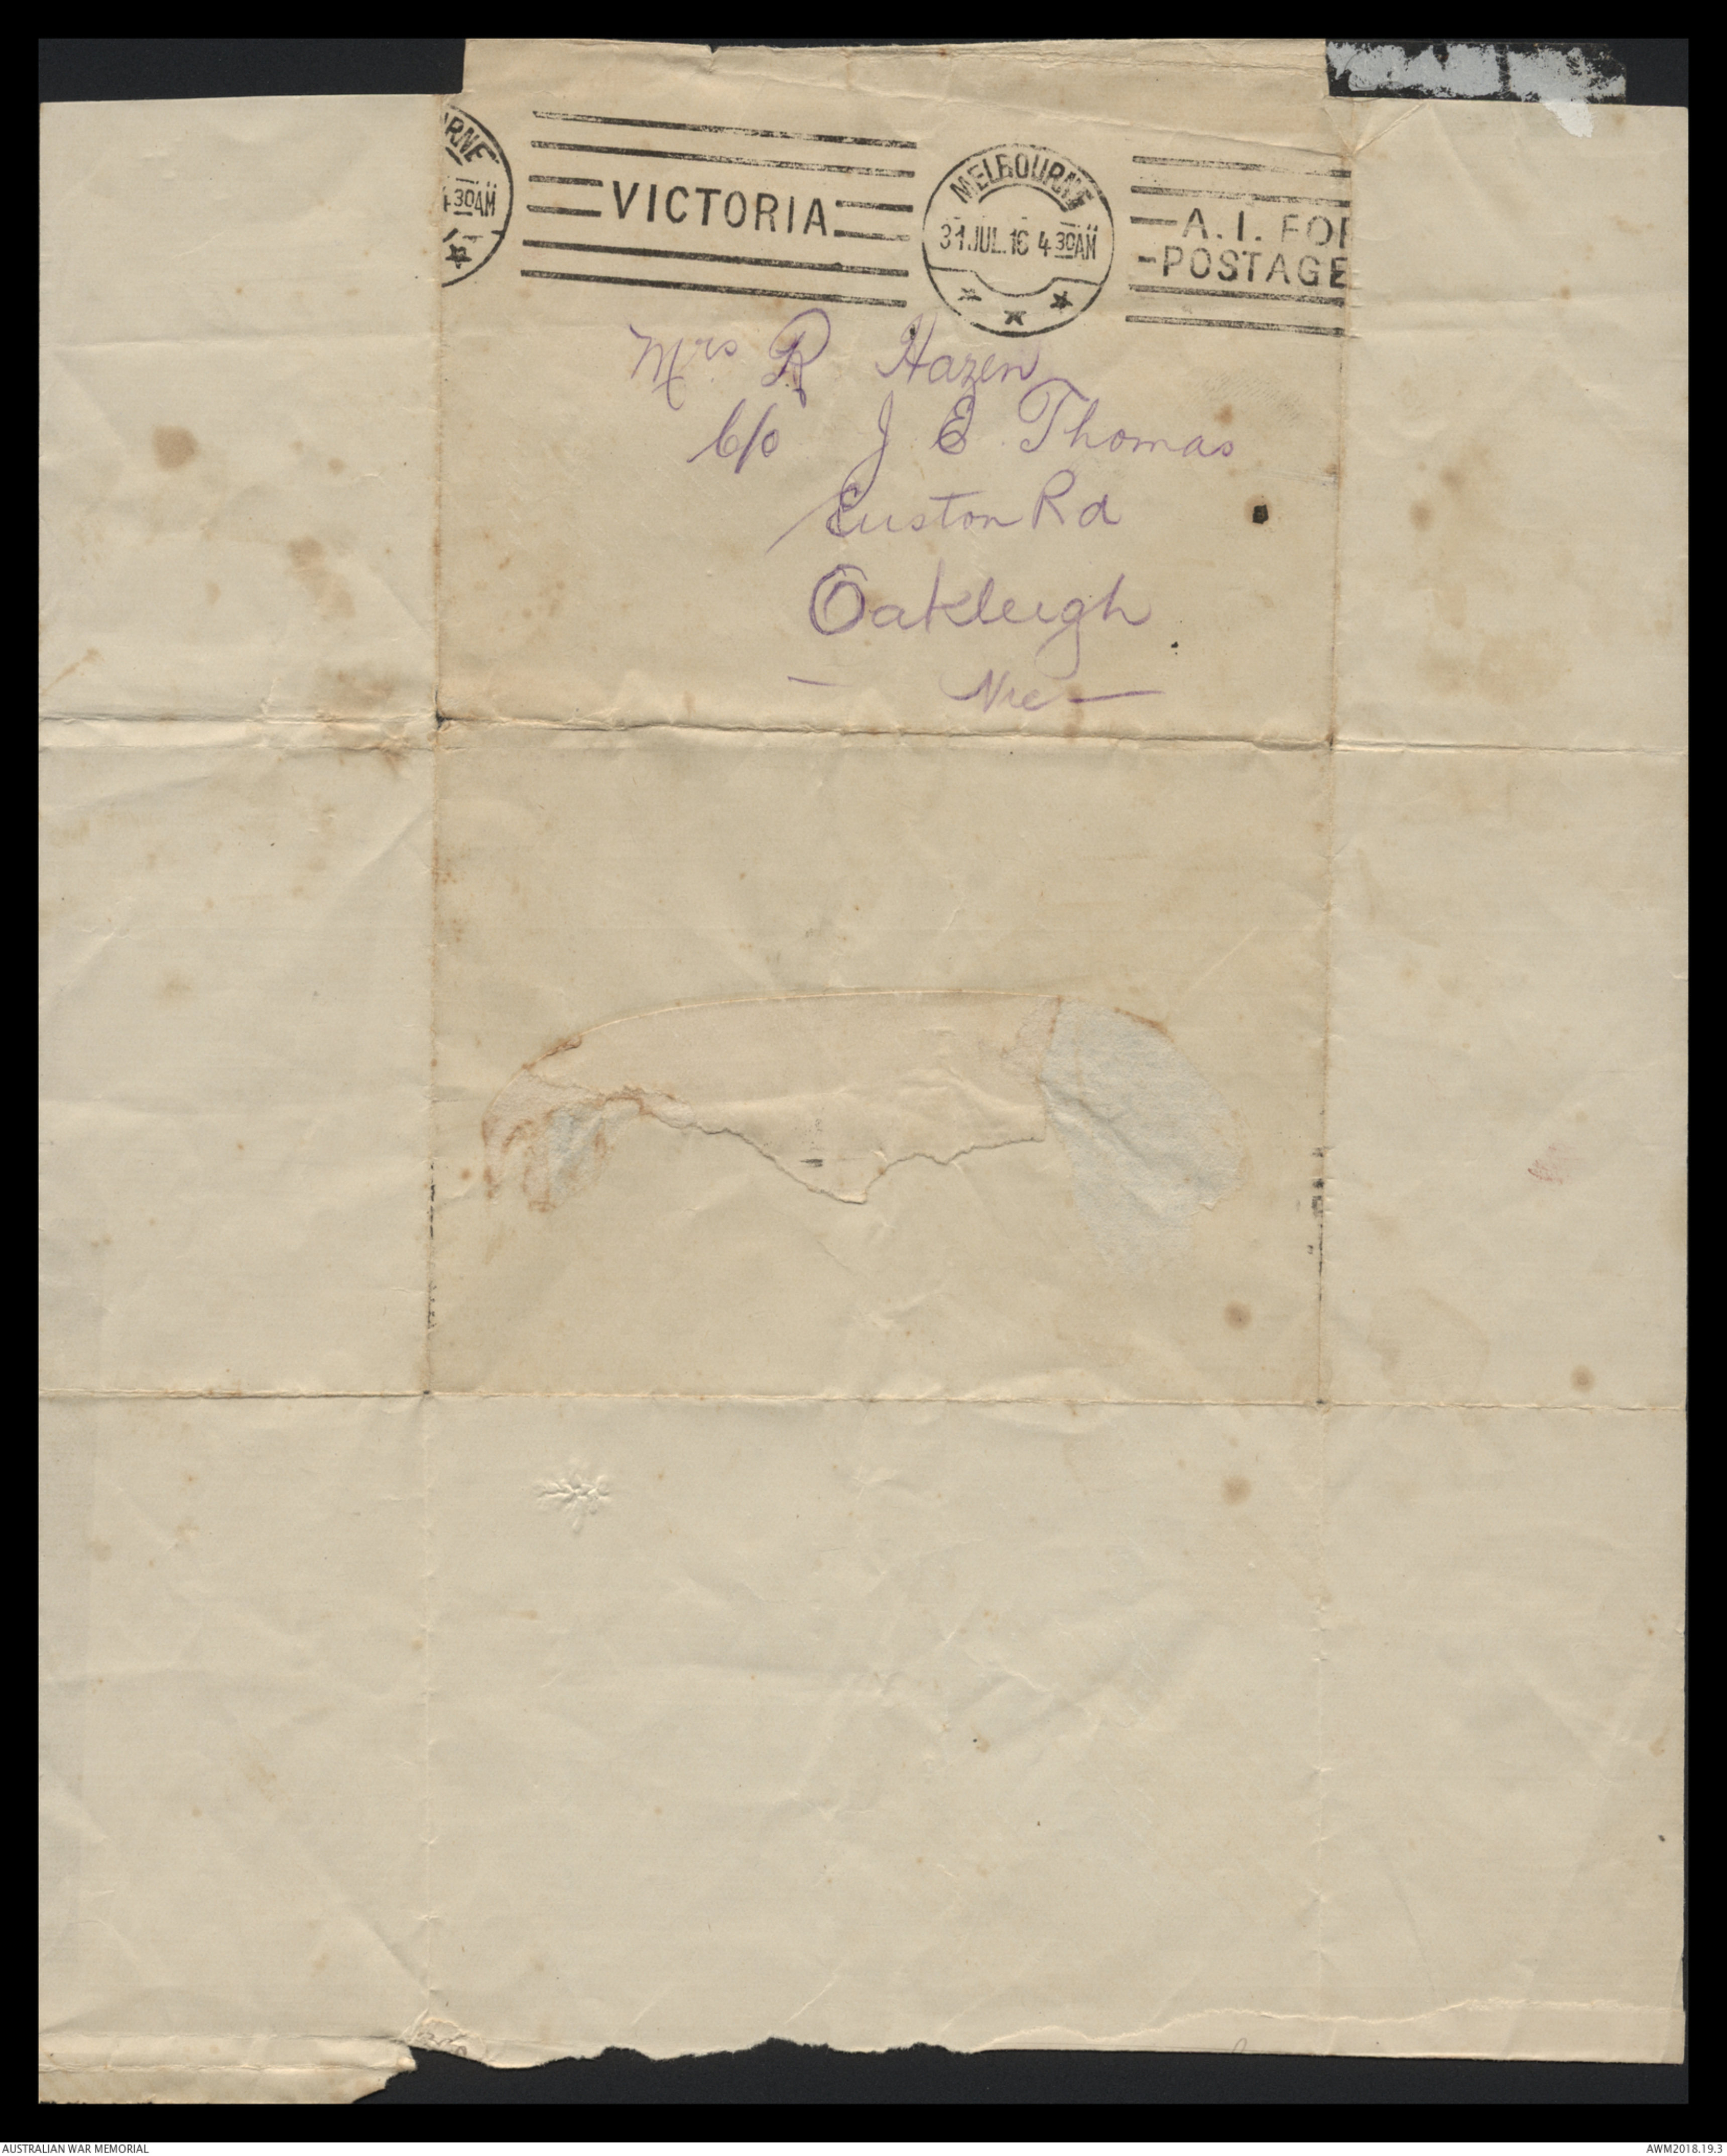 RNE
4 30AM
VICTORIA
MELBOURNE
31.JUL.16 4 30AM
A.I. FOR
POSTAGE
Mrs R Hazen
C/o J E Thomas
Euston Rd
Oakleigh
— Vic —
AUSTRALIAN WAR MEMORIAL
AWM2018.19.3